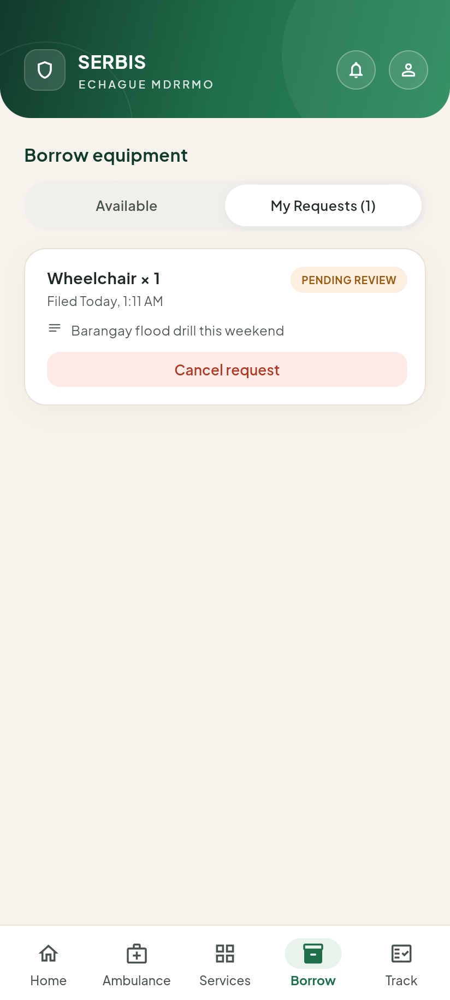 SERBIS
ECHAGUE MDRRMO
Borrow equipment
Available
My Requests (1)
Wheelchair × 1
PENDING REVIEW
Filed Today, 1:11 AM
Barangay flood drill this weekend
Cancel request
Home
Ambulance
Services
Borrow
Track